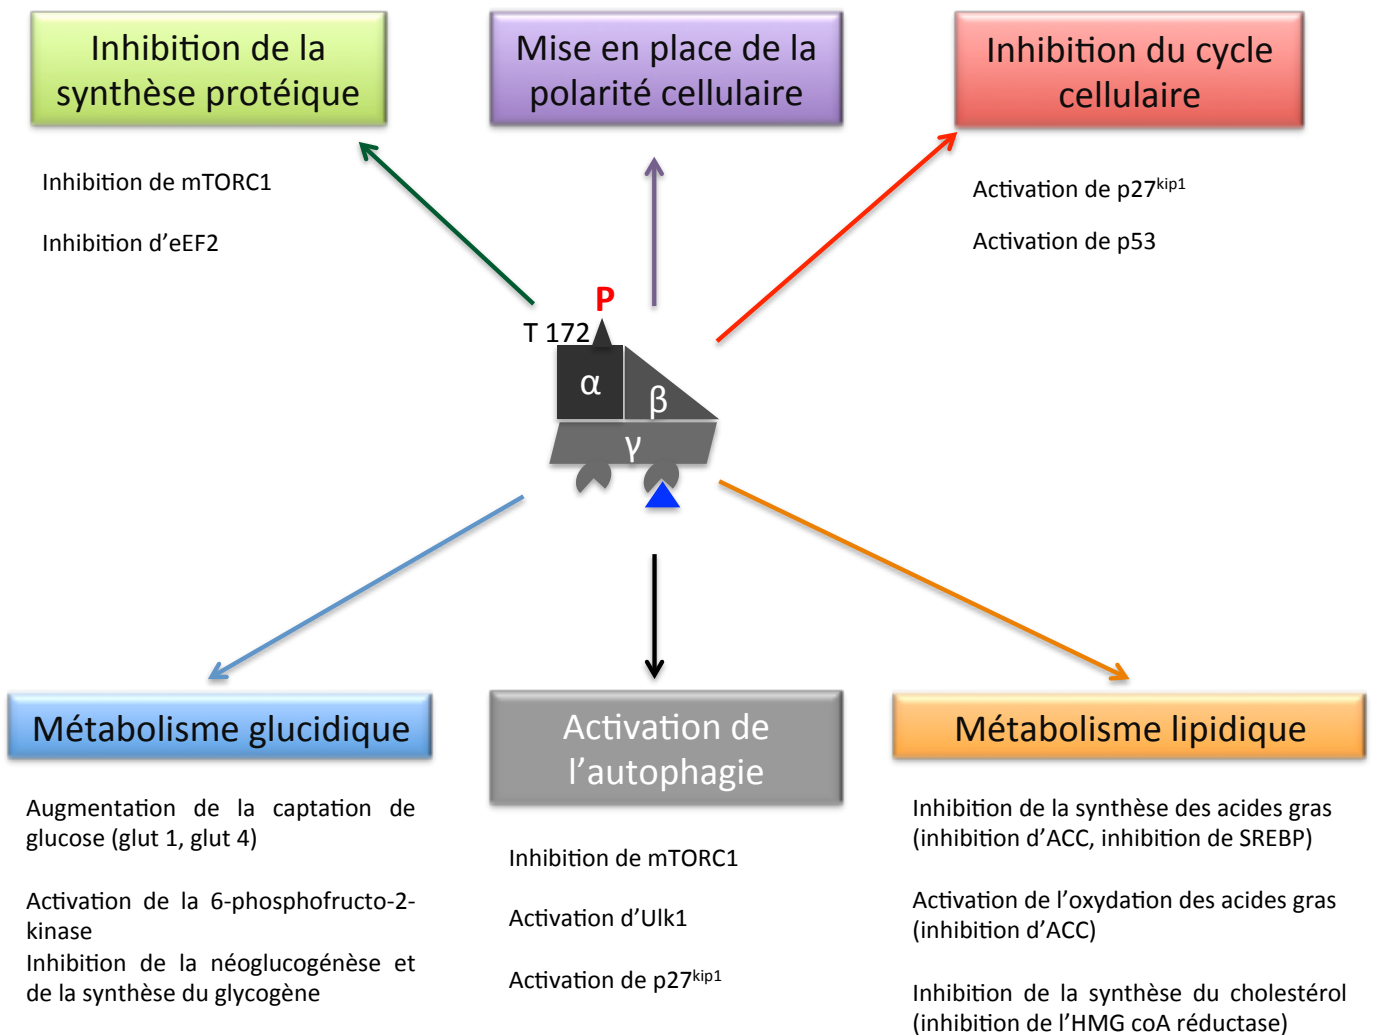 Inhibition de la
synthèse protéique
Mise en place de la
polarité cellulaire
Inhibition du cycle
cellulaire
Inhibition de mTORC1
Inhibition d’eEF2
Activation de p27kip1
Activation de p53
P
T 172
α
β
γ
Métabolisme glucidique
Activation de
l’autophagie
Métabolisme lipidique
Augmentation de la captation de
glucose (glut 1, glut 4)
Activation de la 6-phosphofructo-2-
kinase
Inhibition de la néoglucogénèse et
de la synthèse du glycogène
Inhibition de mTORC1
Activation d’Ulk1
Activation de p27kip1
Inhibition de la synthèse des acides gras
(inhibition d’ACC, inhibition de SREBP)
Activation de l’oxydation des acides gras
(inhibition d’ACC)
Inhibition de la synthèse du cholestérol
(inhibition de l’HMG coA réductase)